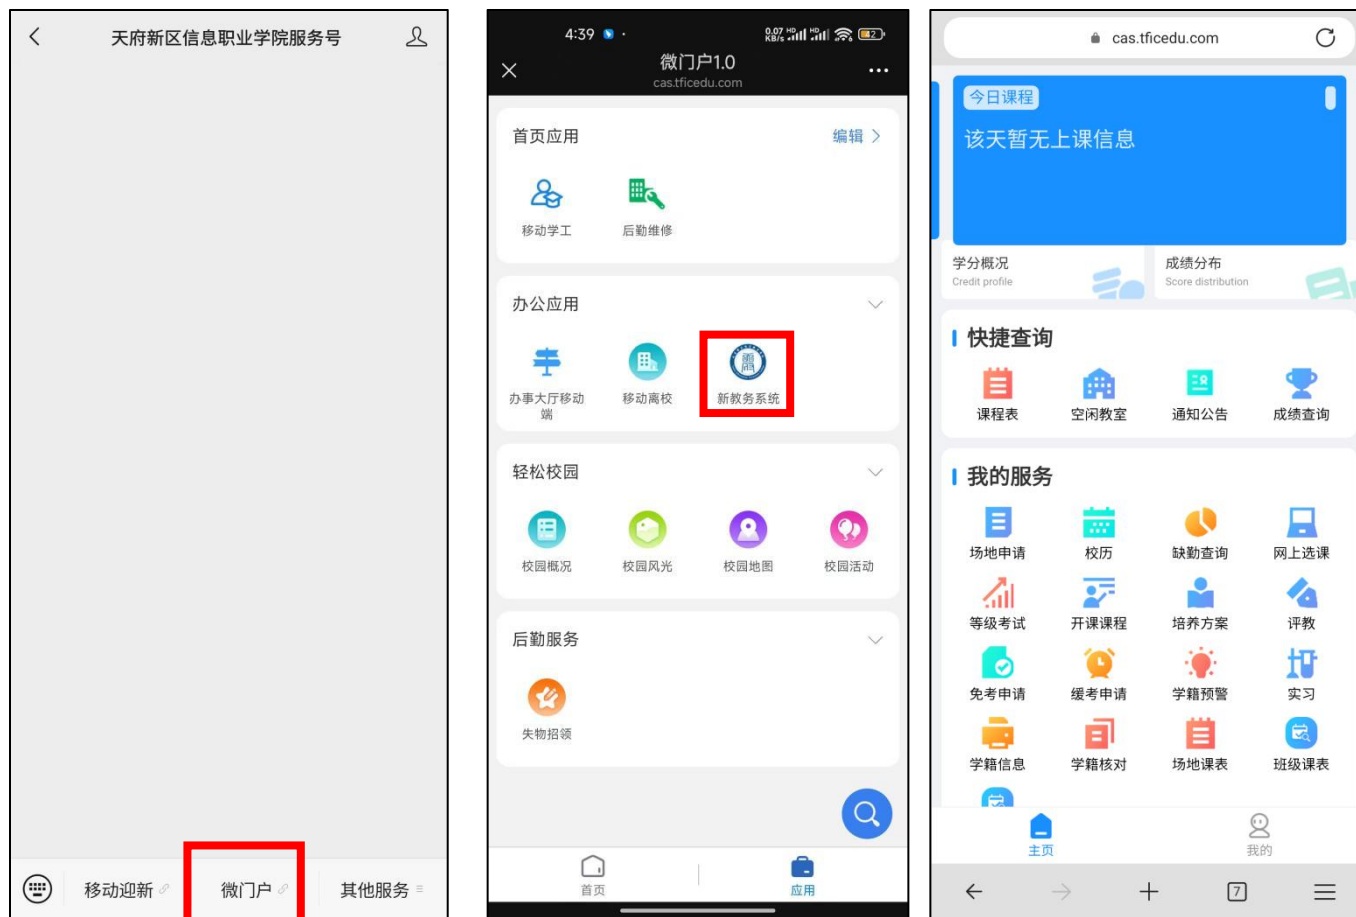 天府新区信息职业学院服务号
移动迎新
微门户
其他服务
4:39
0.07 KB/s HD HD 2
微门户1.0
cas.tficedu.com
首页应用 编辑
移动学工 后勤维修
办公应用
办事大厅移动端 移动离校 新教务系统
轻松校园
校园概况 校园风光 校园地图 校园活动
后勤服务
失物招领
首页 应用
cas.tficedu.com
今日课程
该天暂无上课信息
学分概况 成绩分布
Credit profile Score distribution
快捷查询
课程表 空闲教室 通知公告 成绩查询
我的服务
场地申请 校历 缺勤查询 网上选课
等级考试 开课课程 培养方案 评教
免考申请 缓考申请 学籍预警 实习
学籍信息 学籍核对 场地课表 班级课表
主页 我的
7